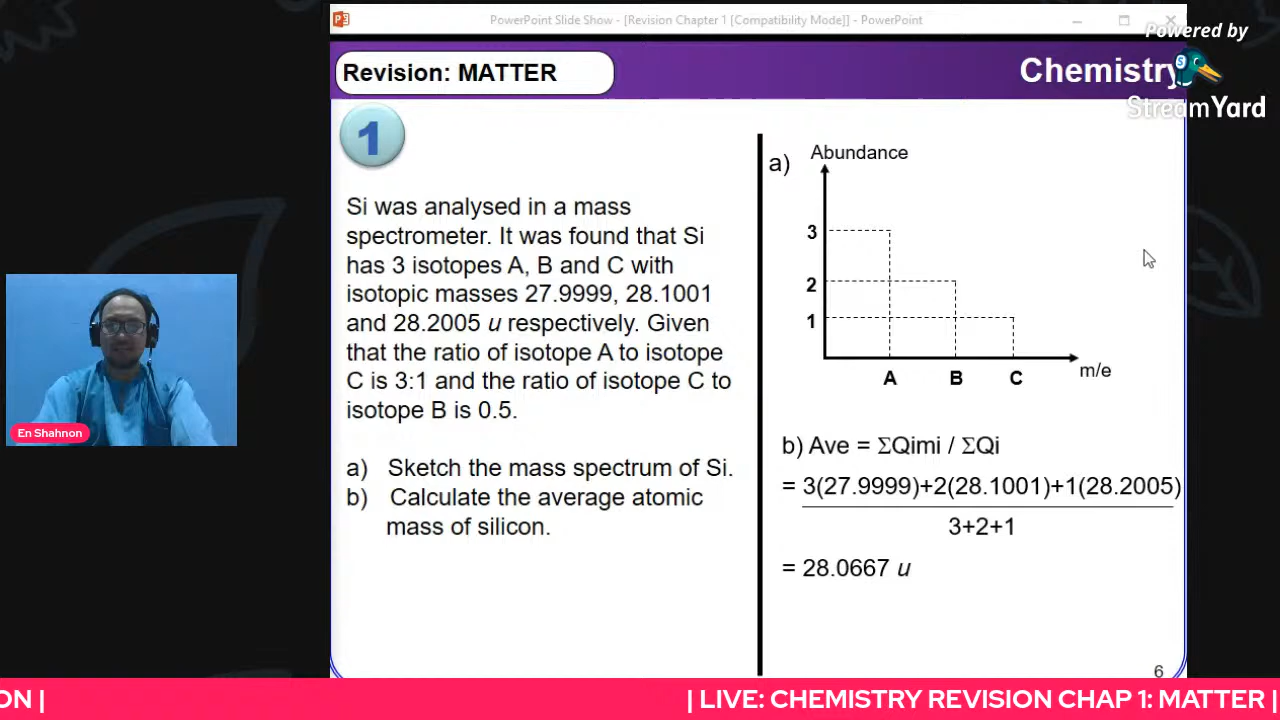 PowerPoint Slide Show - [Revision Chapter 1 [Compatibility Mode]] - PowerPoint
Powered by
StreamYard
Revision: MATTER
Chemistry
1
Si was analysed in a mass
spectrometer. It was found that Si
has 3 isotopes A, B and C with
isotopic masses 27.9999, 28.1001
and 28.2005 u respectively. Given
that the ratio of isotope A to isotope
C is 3:1 and the ratio of isotope C to
isotope B is 0.5.
a) Sketch the mass spectrum of Si.
b) Calculate the average atomic
mass of silicon.
a)
Abundance
3
2
1
A B C
m/e
b) Ave = ΣQimi / ΣQi
= 3(27.9999)+2(28.1001)+1(28.2005)
3+2+1
= 28.0667 u
6
En Shahnon
ON | | LIVE: CHEMISTRY REVISION CHAP 1: MATTER |